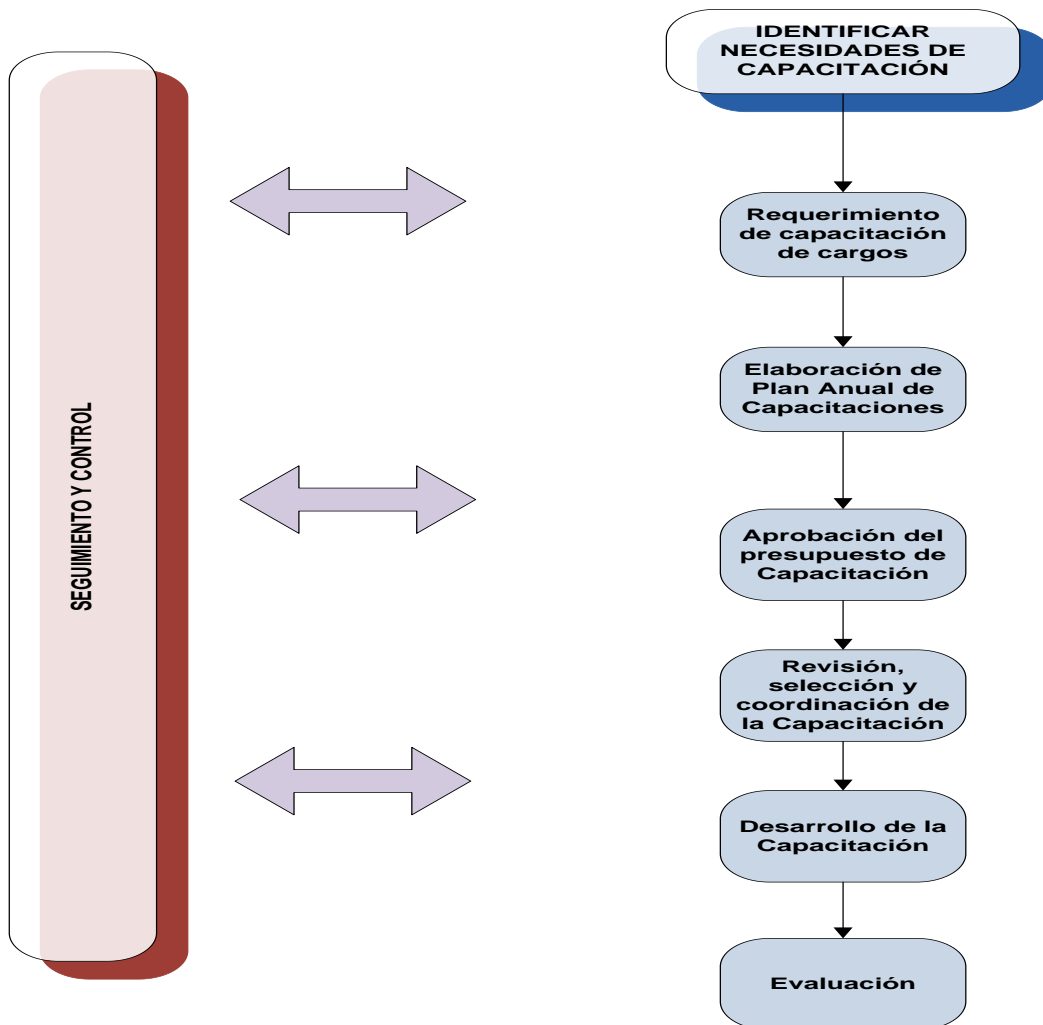 IDENTIFICAR
NECESIDADES DE
CAPACITACIÓN
Requerimiento
de capacitación
de cargos
Elaboración de
Plan Anual de
Capacitaciones
SEGUIMIENTO Y CONTROL
Aprobación del
presupuesto de
Capacitación
Revisión,
selección y
coordinación de
la Capacitación
Desarrollo de la
Capacitación
Evaluación